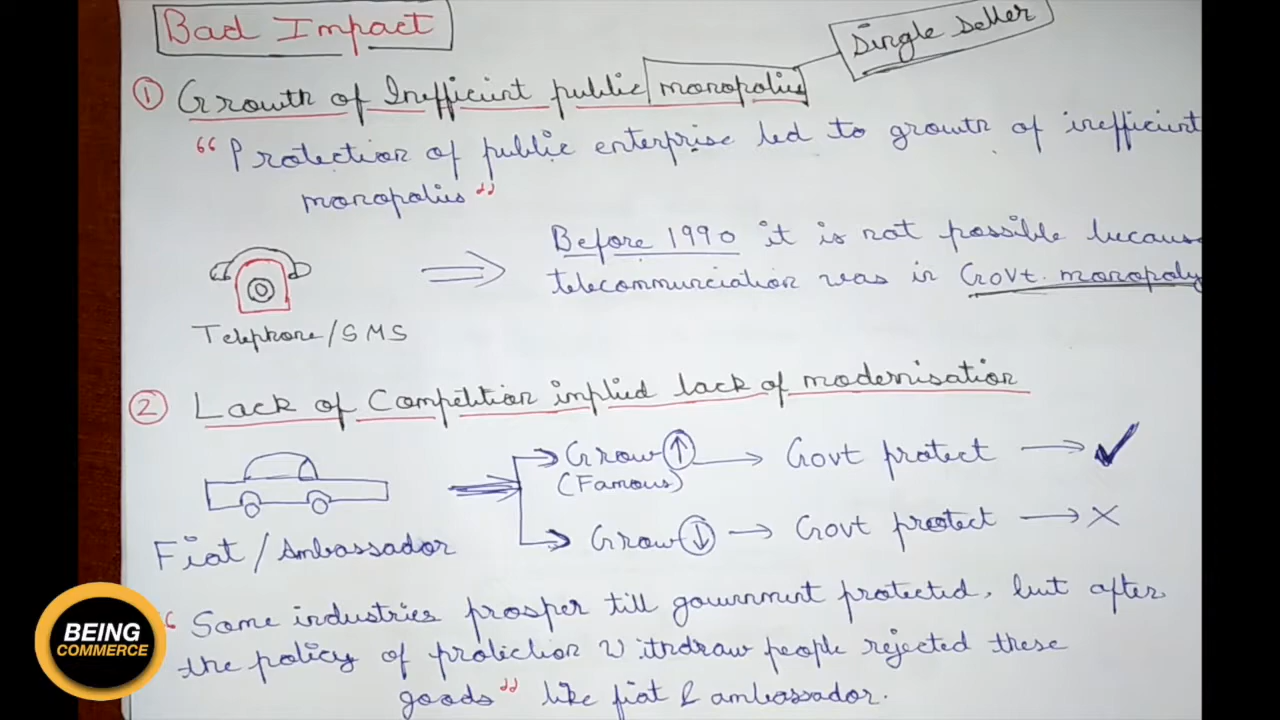 Bad Impact
Single Seller
① Growth of Inefficient public monopolies
"Protection of public enterprise led to growth of inefficient
monopolies"
Before 1990 it is not possible because
telecommunication was in Govt. monopoly
Telephone/SMS
② Lack of Competition implied lack of modernisation
Grow ↑ → Govt protect → ✓
(Famous)
Grow ↓ → Govt protect → ✗
Fiat / Ambassador
"Some industries prosper till government protected, but after
the policy of protection withdraw people rejected these
goods" like fiat & ambassador.
BEING
COMMERCE